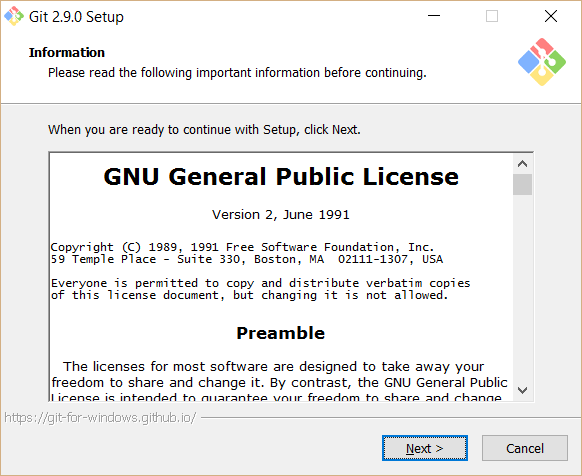 Git 2.9.0 Setup
Information
Please read the following important information before continuing.
When you are ready to continue with Setup, click Next.
GNU General Public License
Version 2, June 1991
Copyright (C) 1989, 1991 Free Software Foundation, Inc.
59 Temple Place - Suite 330, Boston, MA  02111-1307, USA
Everyone is permitted to copy and distribute verbatim copies
of this license document, but changing it is not allowed.
Preamble
The licenses for most software are designed to take away your
freedom to share and change it. By contrast, the GNU General Public
License is intended to guarantee your freedom to share and change
https://git-for-windows.github.io/
Next >
Cancel